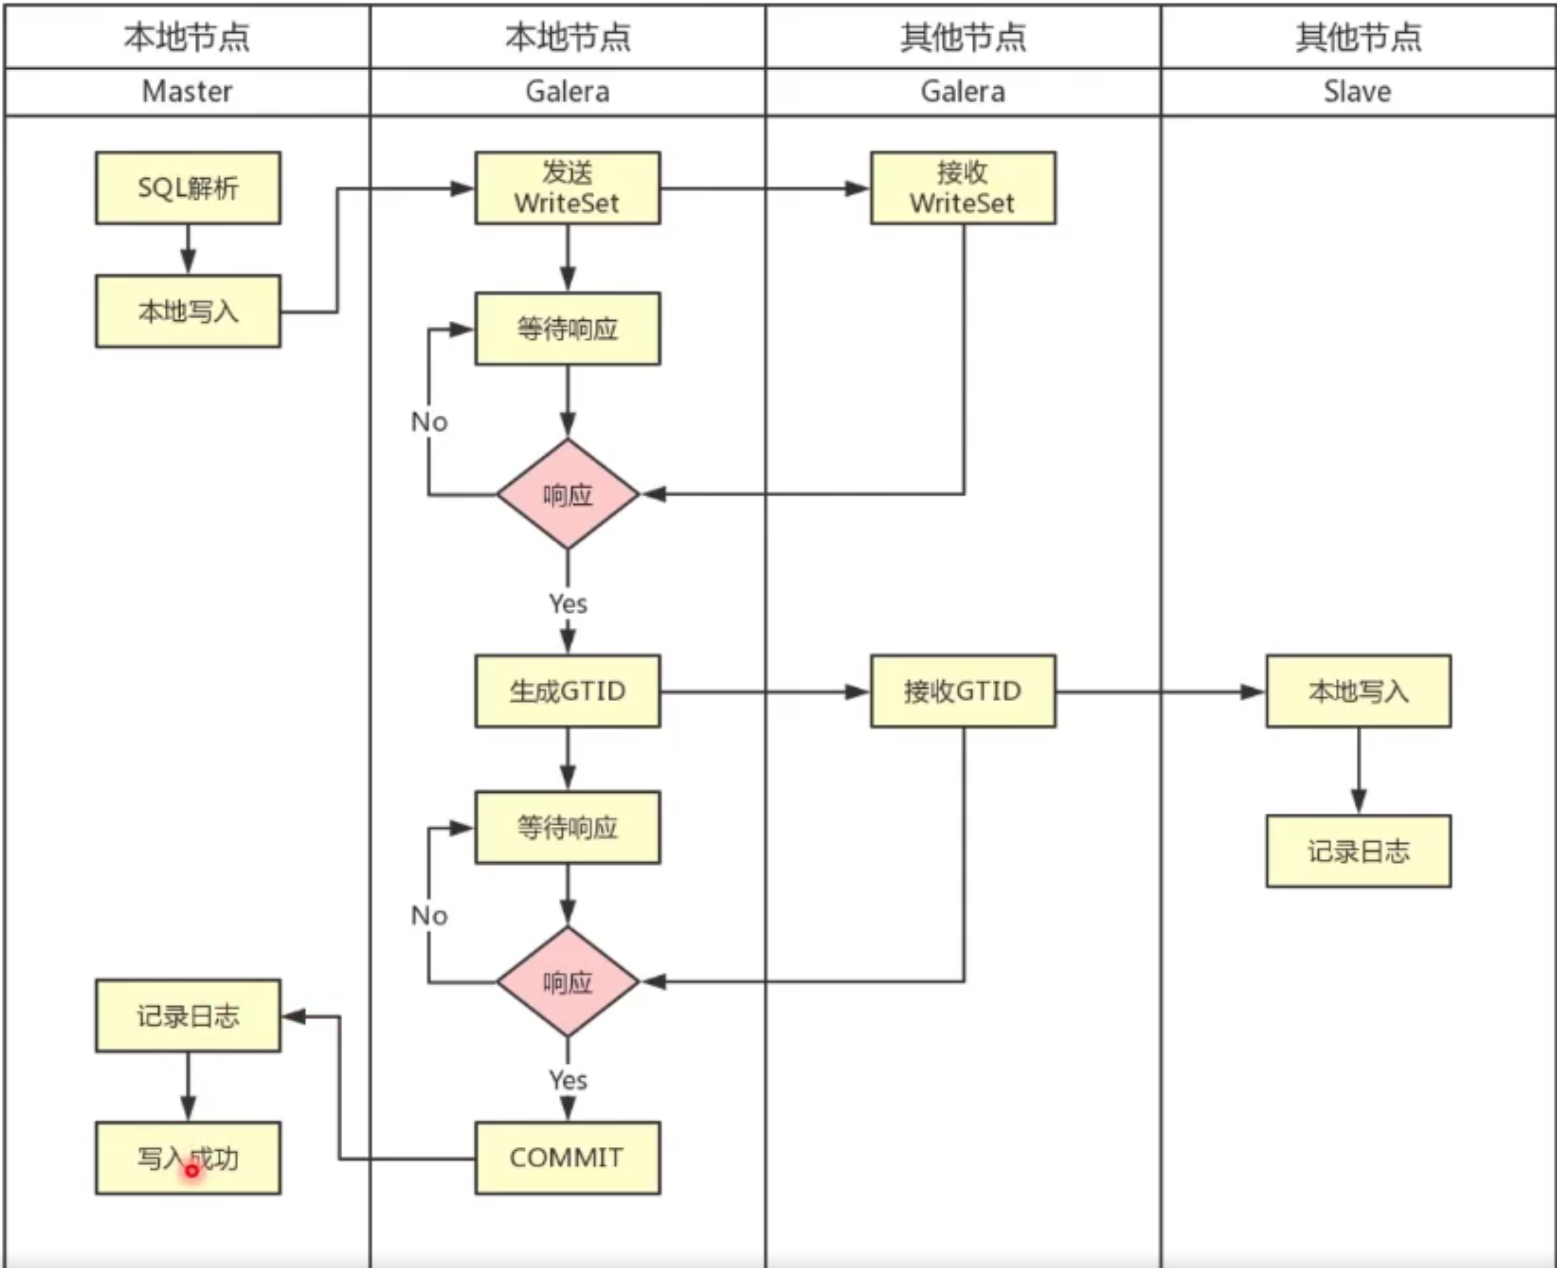 本地节点
本地节点
其他节点
其他节点
Master
Galera
Galera
Slave
SQL解析
发送
WriteSet
接收
WriteSet
本地写入
等待响应
No
响应
Yes
生成GTID
接收GTID
本地写入
等待响应
记录日志
No
响应
记录日志
Yes
写入成功
COMMIT